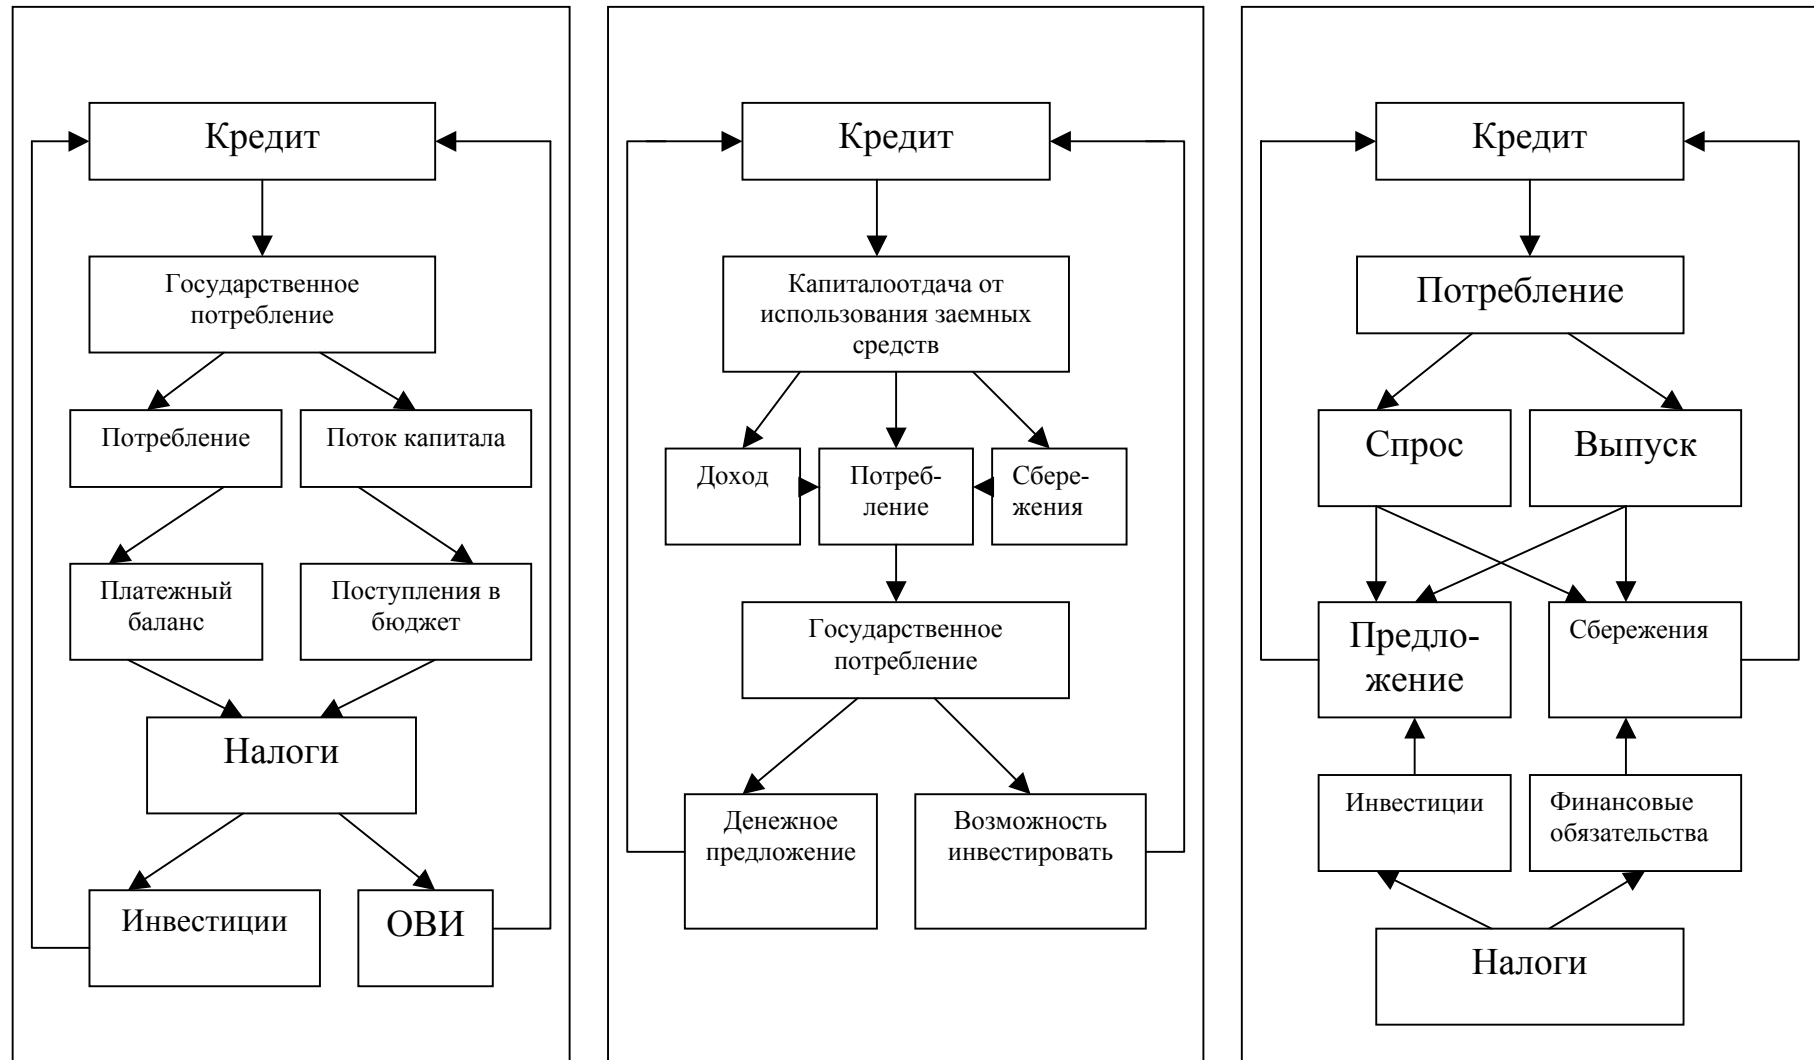 Кредит
Государственное
потребление
Потребление
Поток капитала
Платежный
баланс
Поступления в
бюджет
Налоги
Инвестиции
ОВИ
Кредит
Капиталоотдача от
использования заемных
средств
Доход
Потреб-
ление
Сбере-
жения
Государственное
потребление
Денежное
предложение
Возможность
инвестировать
Кредит
Потребление
Спрос
Выпуск
Предло-
жение
Сбережения
Инвестиции
Финансовые
обязательства
Налоги